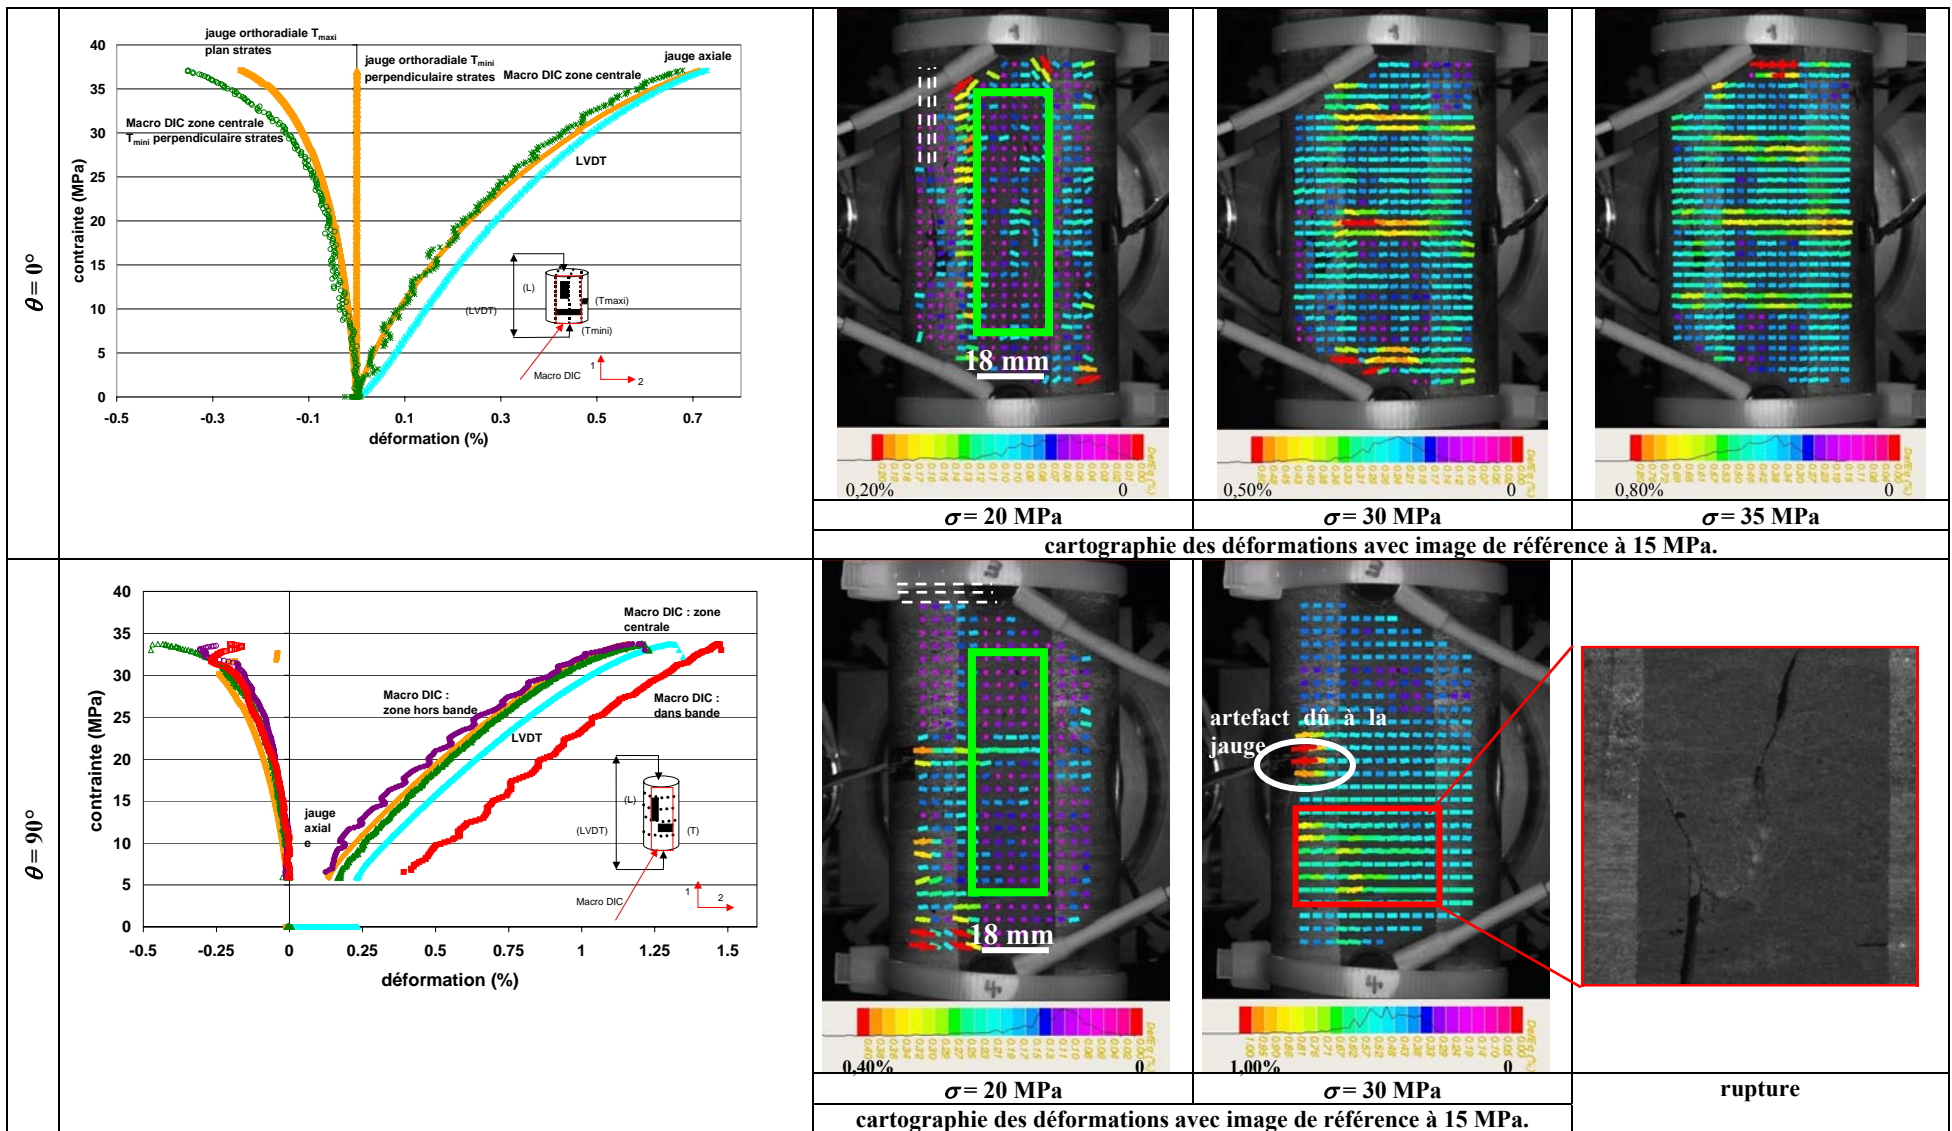 θ = 0°
jauge orthoradiale Tmaxi
plan strates
jauge orthoradiale Tmini
perpendiculaire strates
jauge axiale
Macro DIC zone centrale
Macro DIC zone centrale
Tmini perpendiculaire strates
LVDT
contrainte (MPa)
40
35
30
25
20
15
10
5
0
-0.5 -0.3 -0.1 0.1 0.3 0.5 0.7
déformation (%)
(L)
(LVDT)
(Tmaxi)
(Tmini)
Macro DIC
1
2
18 mm
0,20% 0
0,50% 0
0,80% 0
σ = 20 MPa
σ = 30 MPa
σ = 35 MPa
cartographie des déformations avec image de référence à 15 MPa.
θ = 90°
contrainte (MPa)
40
35
30
25
20
15
10
5
0
-0.5 -0.25 0 0.25 0.5 0.75 1 1.25 1.5
déformation (%)
Macro DIC : zone
centrale
Macro DIC :
zone hors bande
Macro DIC :
dans bande
LVDT
jauge
axial
e
(L)
(LVDT)
(T)
Macro DIC
1
2
18 mm
artefact dû à la
jauge
0,40% 0
1,00% 0
σ = 20 MPa
σ = 30 MPa
rupture
cartographie des déformations avec image de référence à 15 MPa.